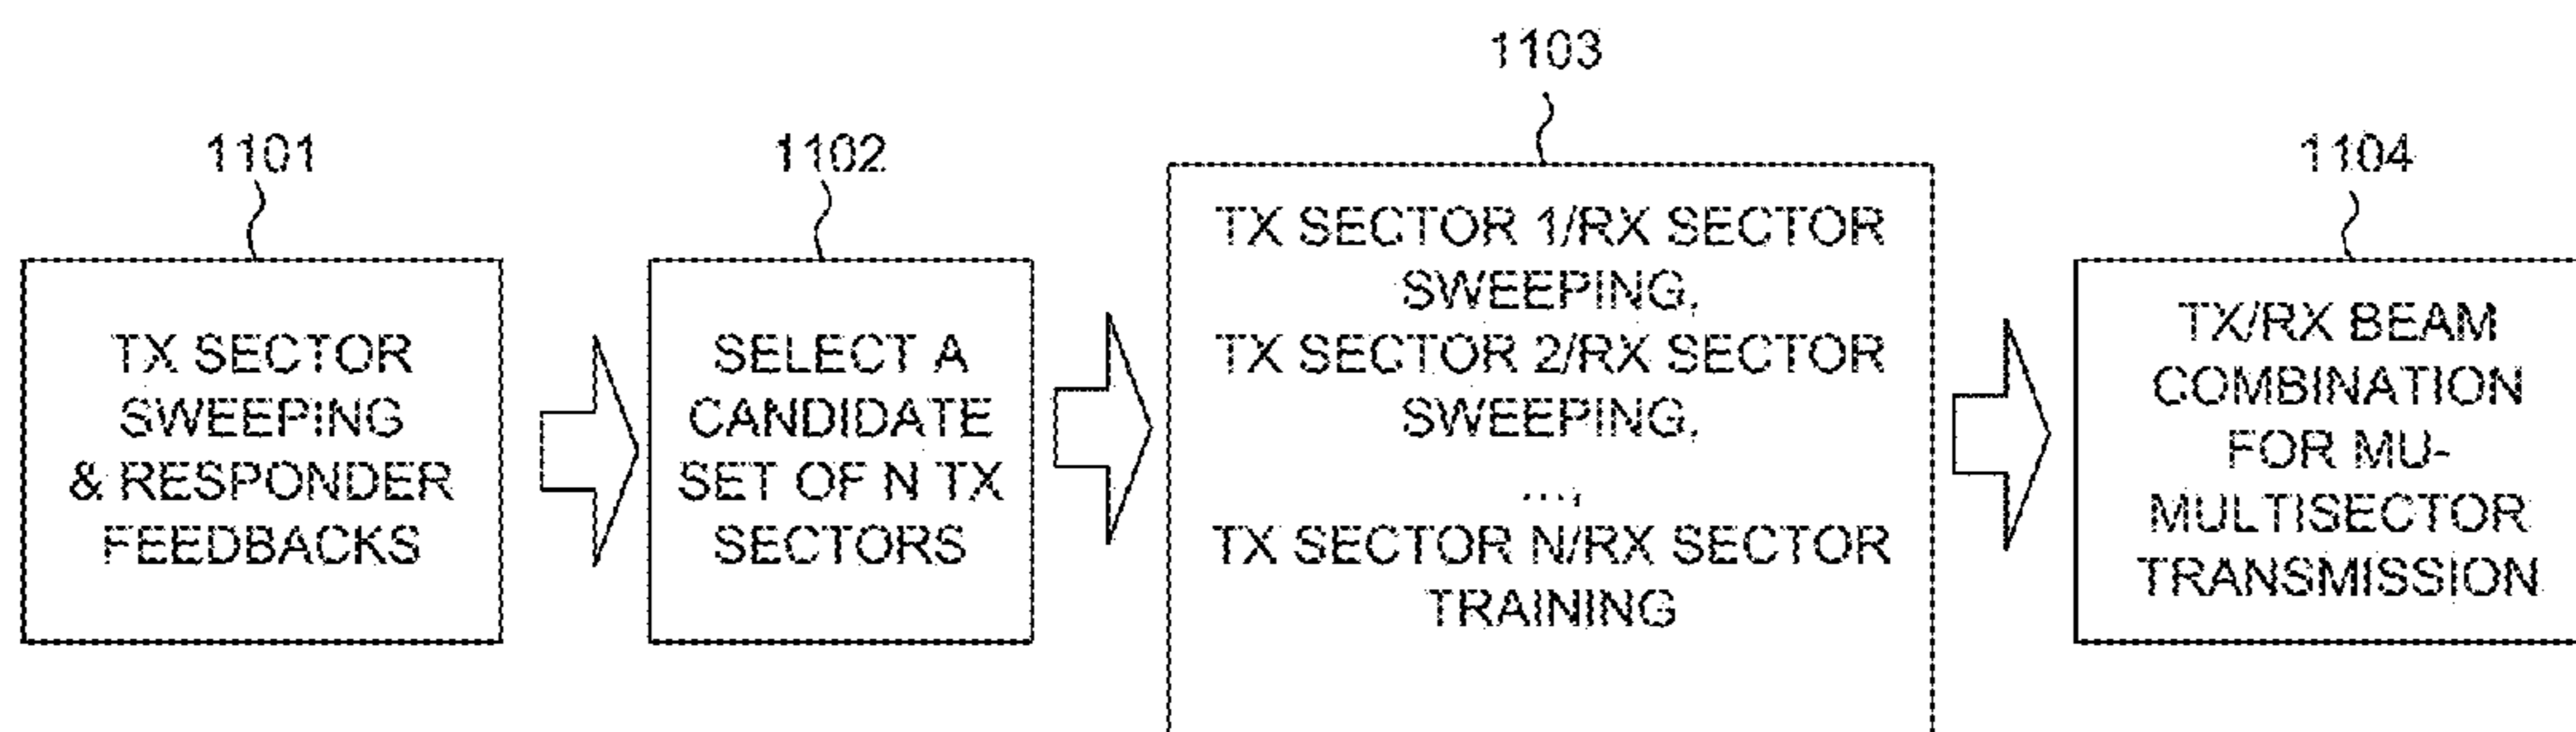 1101
TX SECTOR
SWEEPING
& RESPONDER
FEEDBACKS
1102
SELECT A
CANDIDATE
SET OF N TX
SECTORS
1103
TX SECTOR 1/RX SECTOR
SWEEPING,
TX SECTOR 2/RX SECTOR
SWEEPING,
...,
TX SECTOR N/RX SECTOR
TRAINING
1104
TX/RX BEAM
COMBINATION
FOR MU-
MULTISECTOR
TRANSMISSION